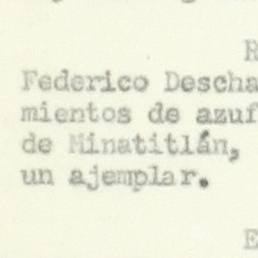 R
Federico Descha
mientos de azuf
de Minatitlán,
un ajemplar.
E